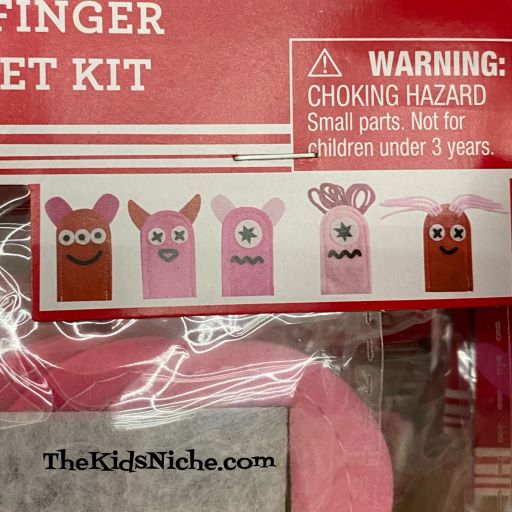 FINGER
ET KIT
WARNING:
CHOKING HAZARD
Small parts. Not for
children under 3 years.
TheKidsNiche.com